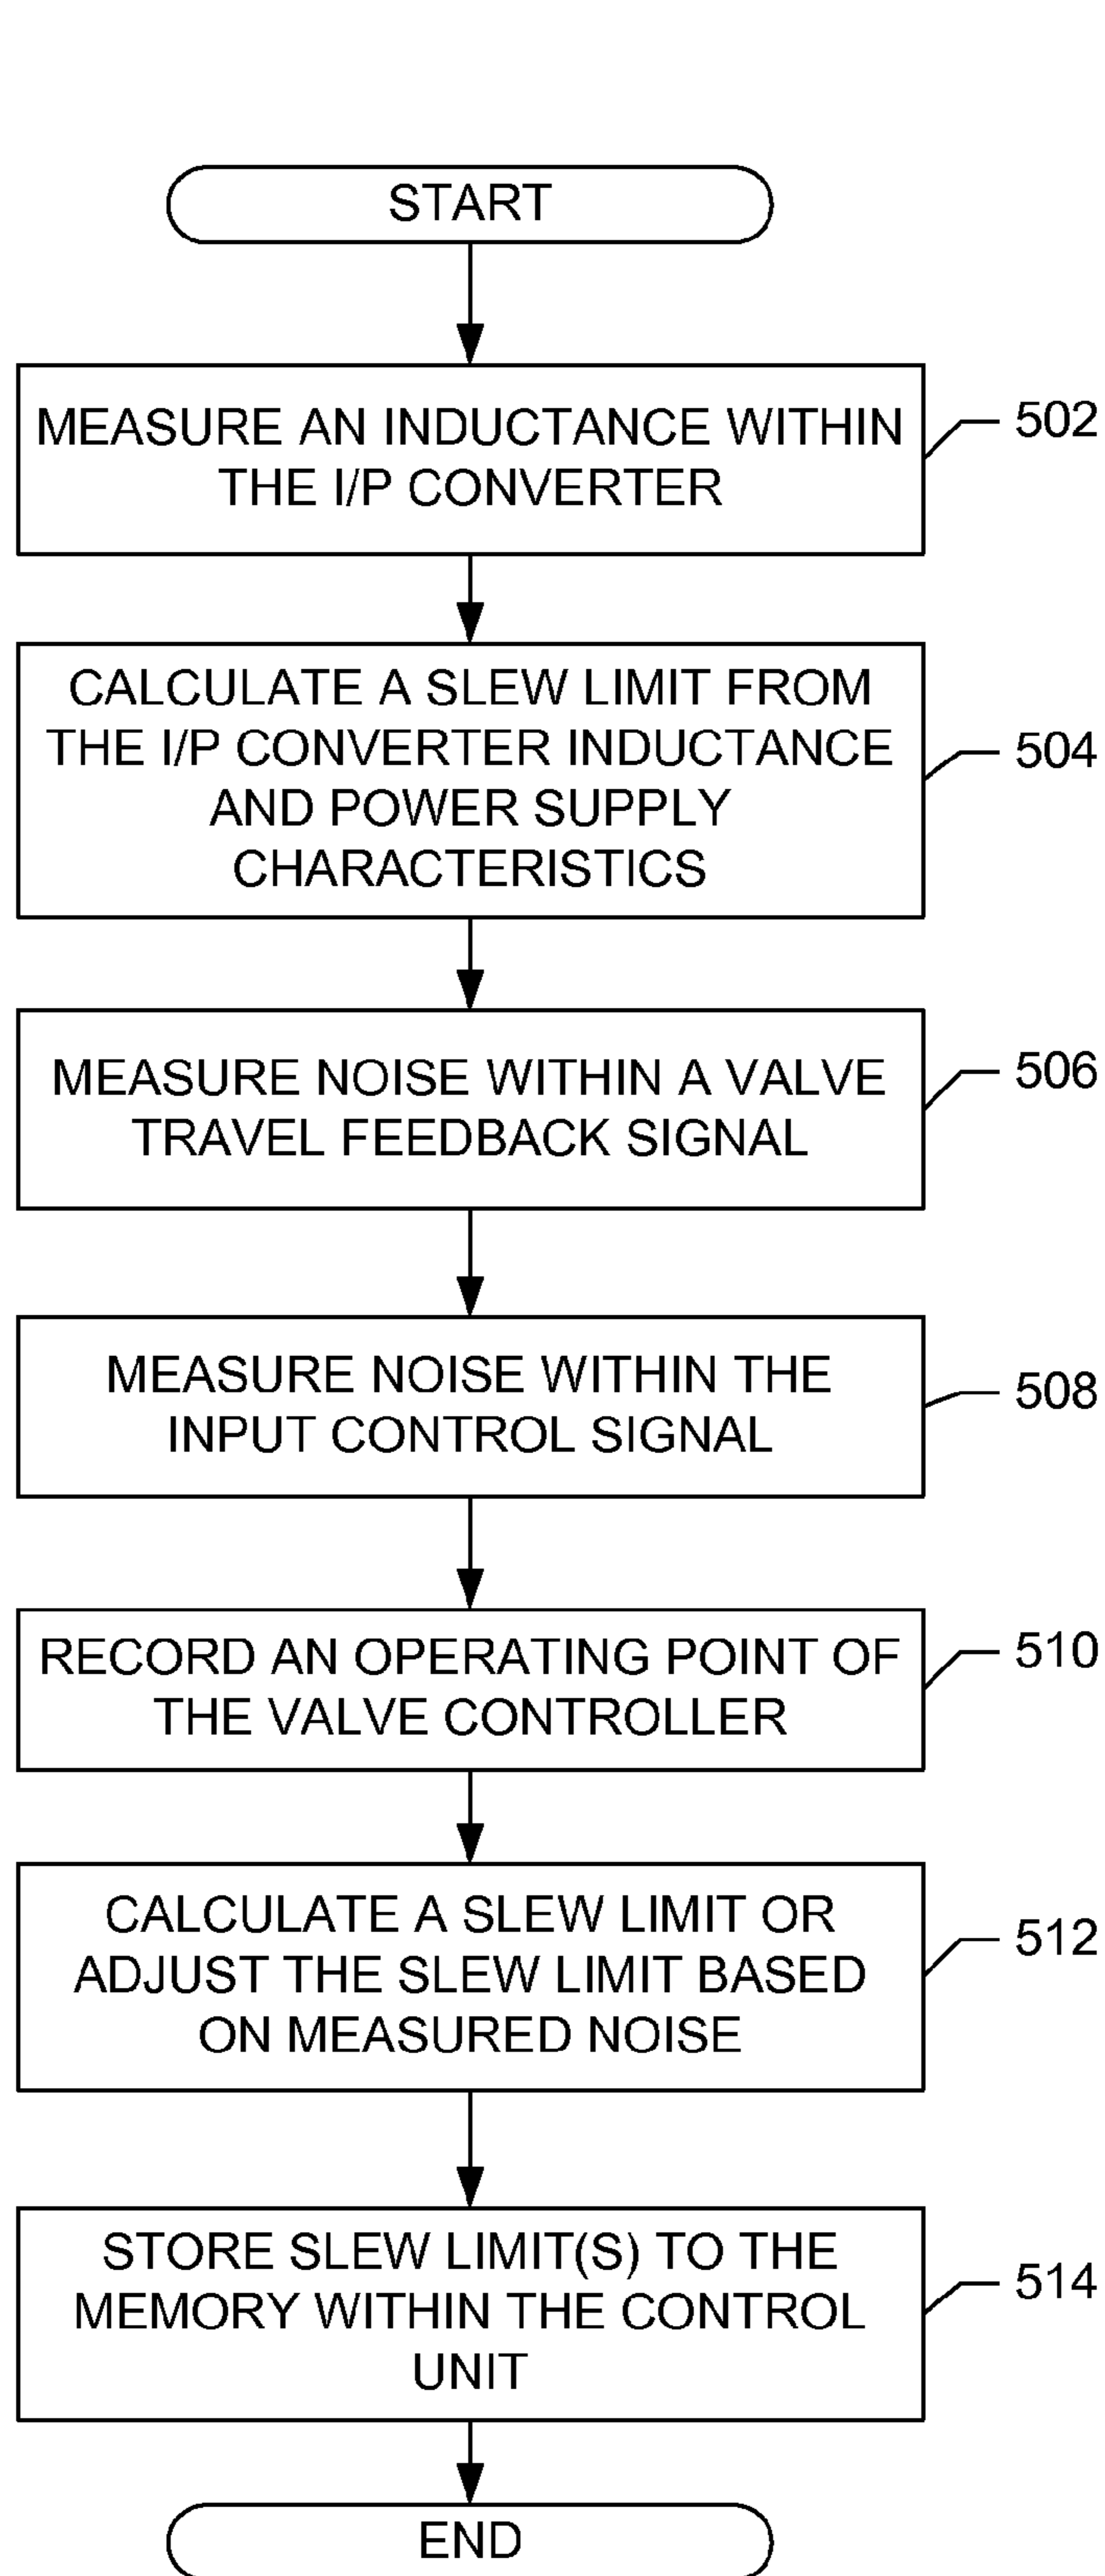 START
MEASURE AN INDUCTANCE WITHIN
THE I/P CONVERTER
502
CALCULATE A SLEW LIMIT FROM
THE I/P CONVERTER INDUCTANCE
AND POWER SUPPLY
CHARACTERISTICS
504
MEASURE NOISE WITHIN A VALVE
TRAVEL FEEDBACK SIGNAL
506
MEASURE NOISE WITHIN THE
INPUT CONTROL SIGNAL
508
RECORD AN OPERATING POINT OF
THE VALVE CONTROLLER
510
CALCULATE A SLEW LIMIT OR
ADJUST THE SLEW LIMIT BASED
ON MEASURED NOISE
512
STORE SLEW LIMIT(S) TO THE
MEMORY WITHIN THE CONTROL
UNIT
514
END